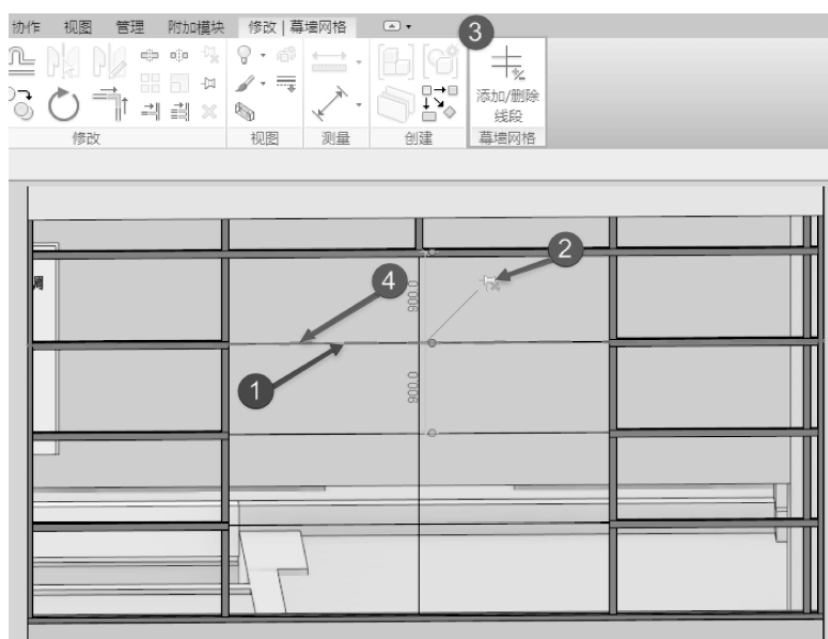 协作 视图 管理 附加模块 修改 | 幕墙网格
3
添加/删除
线段
修改 视图 测量 创建 幕墙网格
2
4
900.0
1
900.0